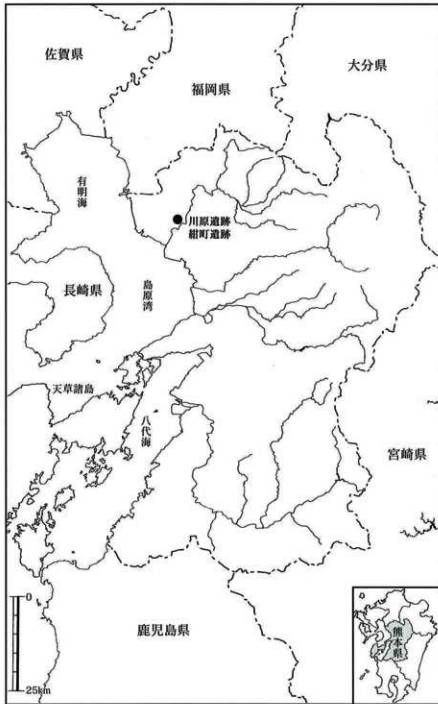 佐賀県
福岡県
大分県
有明海
川原遺跡
紺町遺跡
長崎県
島原湾
天草諸島
八代海
宮崎県
鹿児島県
0
25km
熊本県